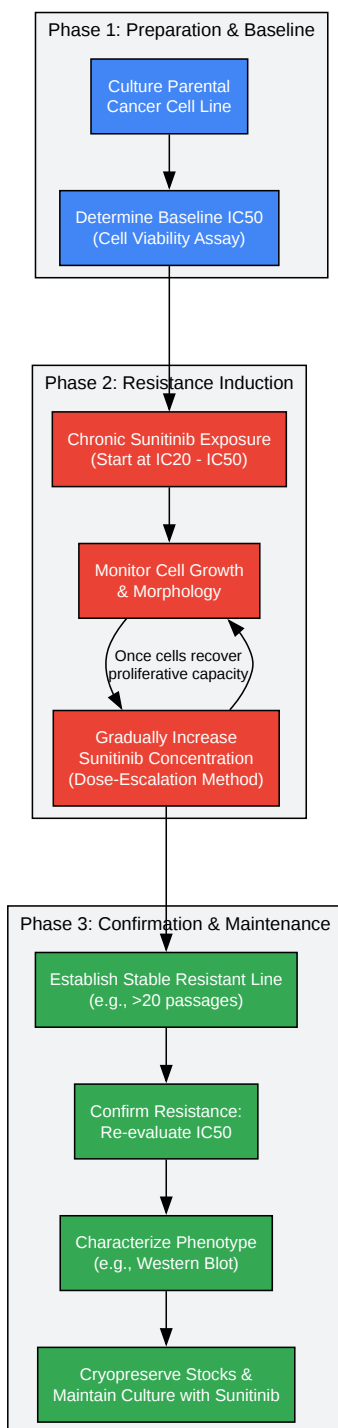 Phase 1: Preparation & Baseline
Culture Parental
Cancer Cell Line
Determine Baseline IC50
(Cell Viability Assay)
Phase 2: Resistance Induction
Chronic Sunitinib Exposure
(Start at IC20 - IC50)
Monitor Cell Growth
& Morphology
Once cells recover
proliferative capacity
Gradually Increase
Sunitinib Concentration
(Dose-Escalation Method)
Phase 3: Confirmation & Maintenance
Establish Stable Resistant Line
(e.g., >20 passages)
Confirm Resistance:
Re-evaluate IC50
Characterize Phenotype
(e.g., Western Blot)
Cryopreserve Stocks &
Maintain Culture with Sunitinib